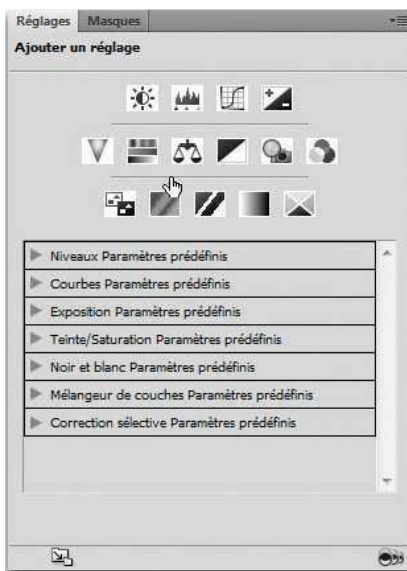 Réglages Masques
Ajouter un réglage
Niveaux Paramètres prédéfinis
Courbes Paramètres prédéfinis
Exposition Paramètres prédéfinis
Teinte/Saturation Paramètres prédéfinis
Noir et blanc Paramètres prédéfinis
Mélangeur de couches Paramètres prédéfinis
Correction sélective Paramètres prédéfinis